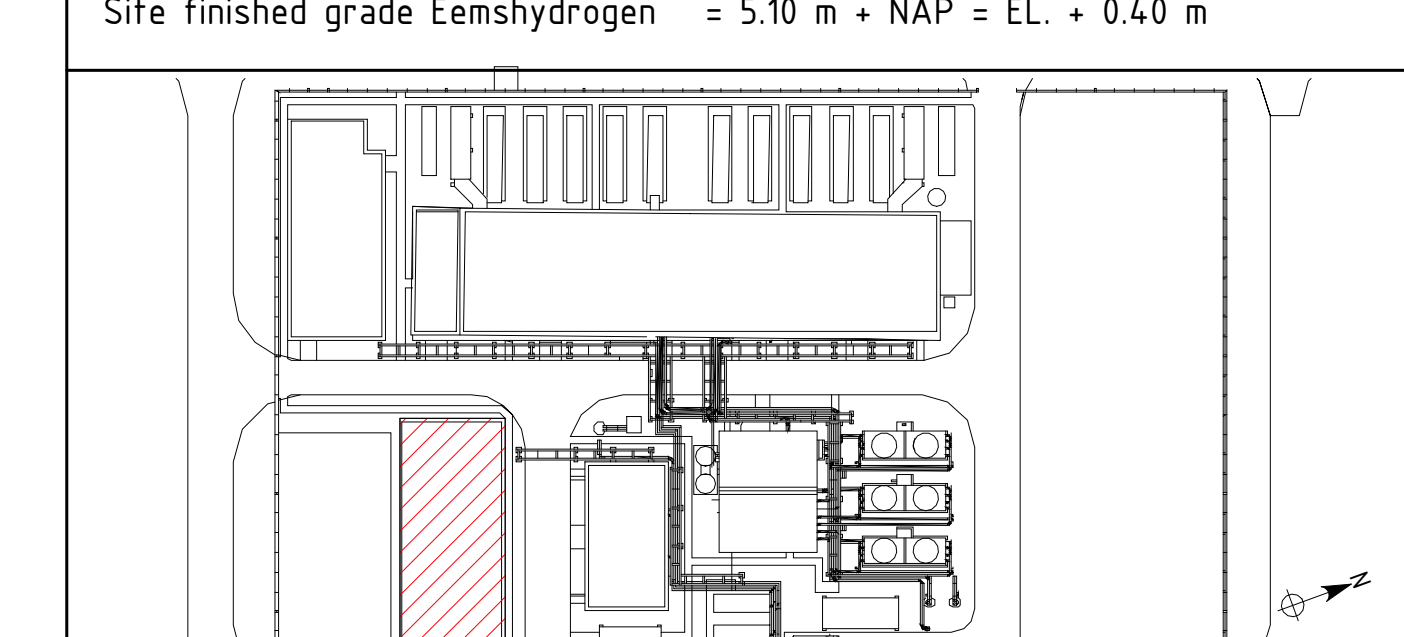 Site finished grade Eemshydrogen = 5.10 m + NAP = EL. + 0.40 m
N